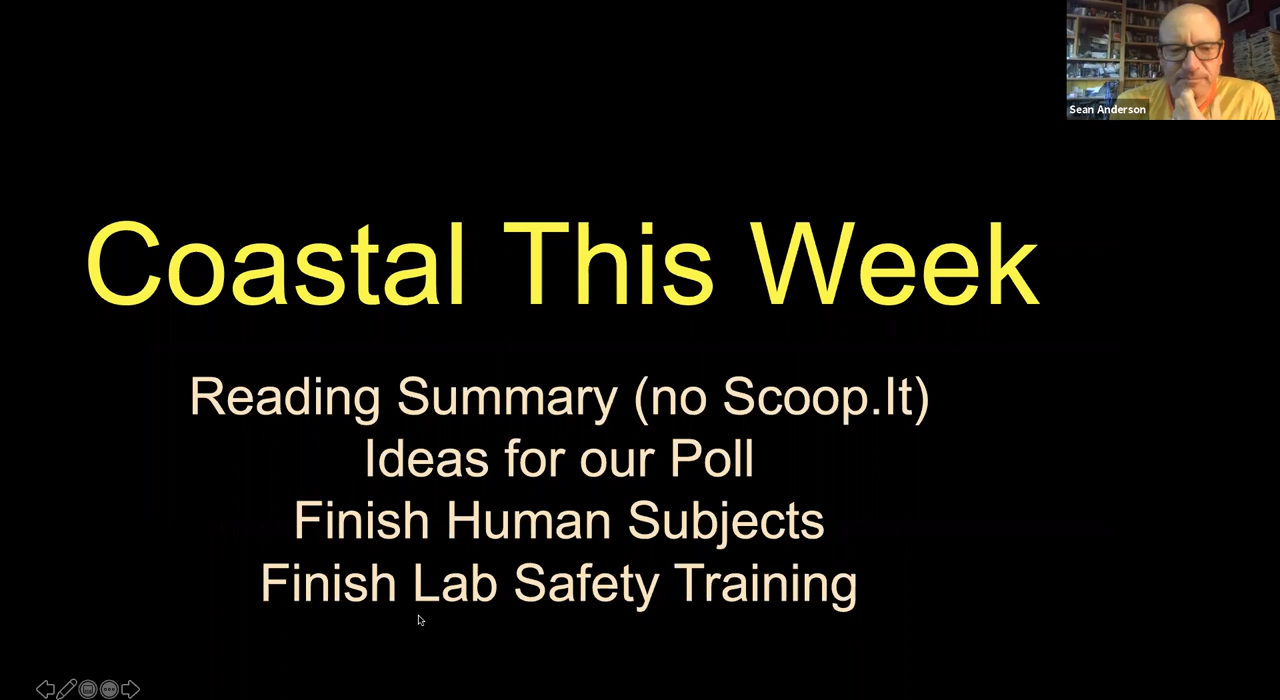 Sean Anderson
Coastal This Week
Reading Summary (no Scoop.It)
Ideas for our Poll
Finish Human Subjects
Finish Lab Safety Training